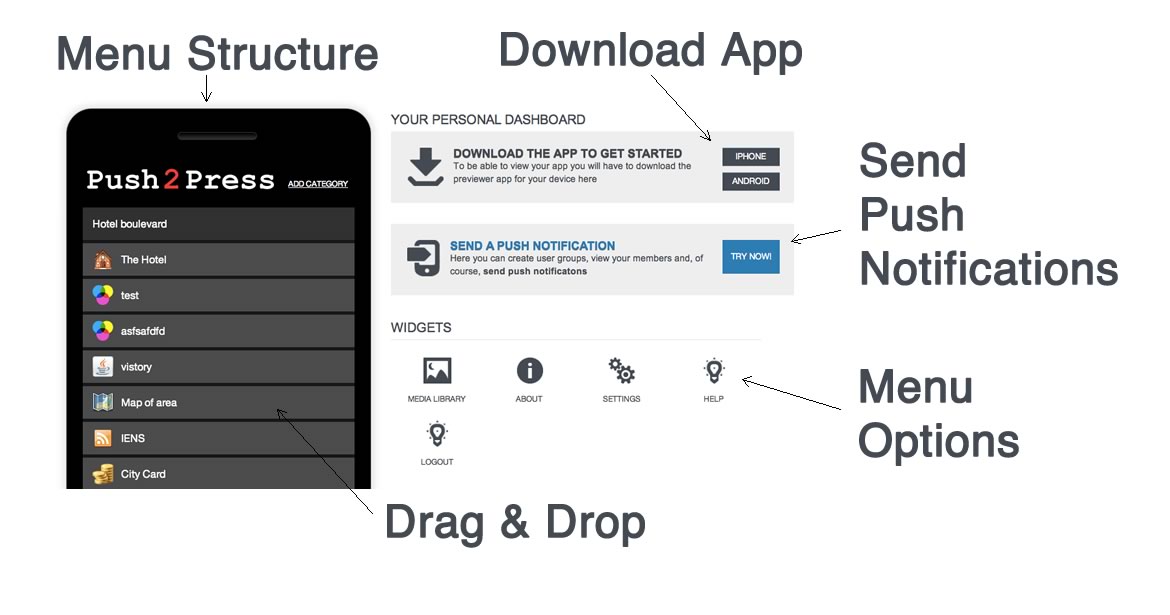 Menu Structure
Download App
Push2Press
ADD CATEGORY
Hotel boulevard
The Hotel
test
asfsafdfd
vistory
Map of area
IENS
City Card
YOUR PERSONAL DASHBOARD
DOWNLOAD THE APP TO GET STARTED
To be able to view your app you will have to download the
previewer app for your device here
IPHONE
ANDROID
SEND A PUSH NOTIFICATION
Here you can create user groups, view your members and, of
course, send push notificatons
TRY NOW!
WIDGETS
MEDIA LIBRARY
ABOUT
SETTINGS
HELP
LOGOUT
Send
Push
Notifications
Menu
Options
Drag & Drop